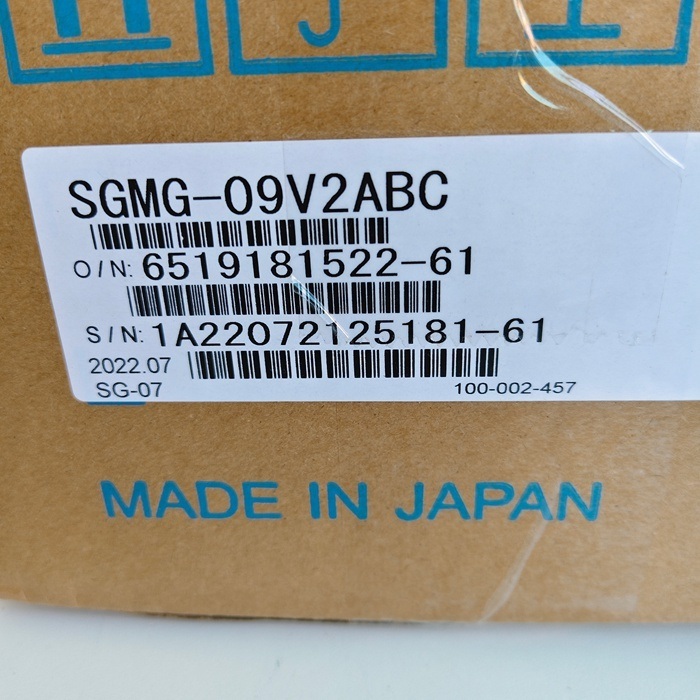 SGMG-09V2ABC
O/N: 6519181522-61
S/N: 1A22072125181-61
2022.07
SG-07 100-002-457
MADE IN JAPAN